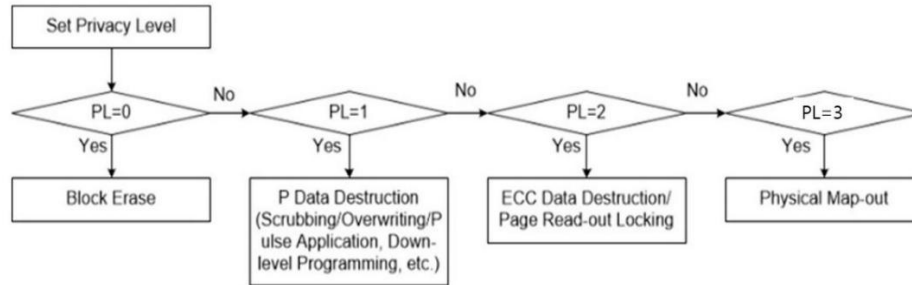 Set Privacy Level
PL=0
No
PL=1
No
PL=2
No
PL=3
Yes
Yes
Yes
Yes
Block Erase
P Data Destruction
(Scrubbing/Overwriting/P
ulse Application, Down-
level Programming, etc.)
ECC Data Destruction/
Page Read-out Locking
Physical Map-out